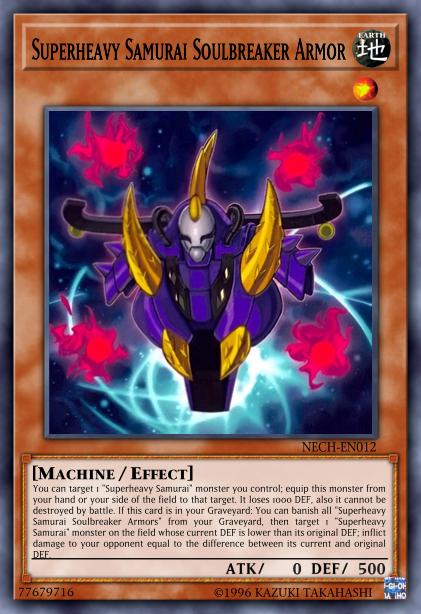 Superheavy Samurai Soulbreaker Armor
EARTH
地
NECH-EN012
[Machine / Effect]
You can target 1 "Superheavy Samurai" monster you control; equip this monster from
your hand or your side of the field to that target. It loses 1000 DEF, also it cannot be
destroyed by battle. If this card is in your Graveyard: You can banish all "Superheavy
Samurai Soulbreaker Armors" from your Graveyard, then target 1 "Superheavy
Samurai" monster on the field whose current DEF is lower than its original DEF; inflict
damage to your opponent equal to the difference between its current and original
DEF.
ATK/ 0 DEF/ 500
77679716
©1996 KAZUKI TAKAHASHI